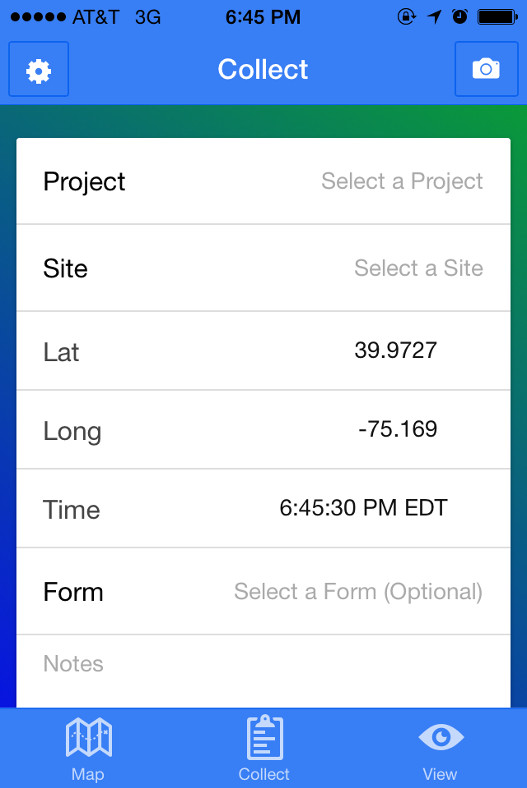 AT&T 3G 6:45 PM
Collect
Project Select a Project
Site Select a Site
Lat 39.9727
Long -75.169
Time 6:45:30 PM EDT
Form Select a Form (Optional)
Notes
Map Collect View